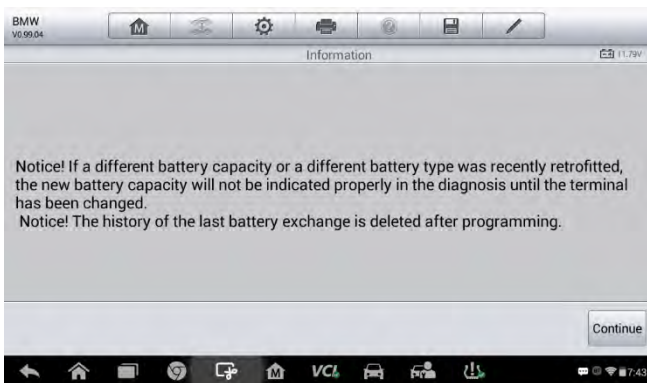 BMW
V0.99.04
M
Information
11.79V
Notice! If a different battery capacity or a different battery type was recently retrofitted,
the new battery capacity will not be indicated properly in the diagnosis until the terminal
has been changed.
Notice! The history of the last battery exchange is deleted after programming.
Continue
M
VCI
7:43